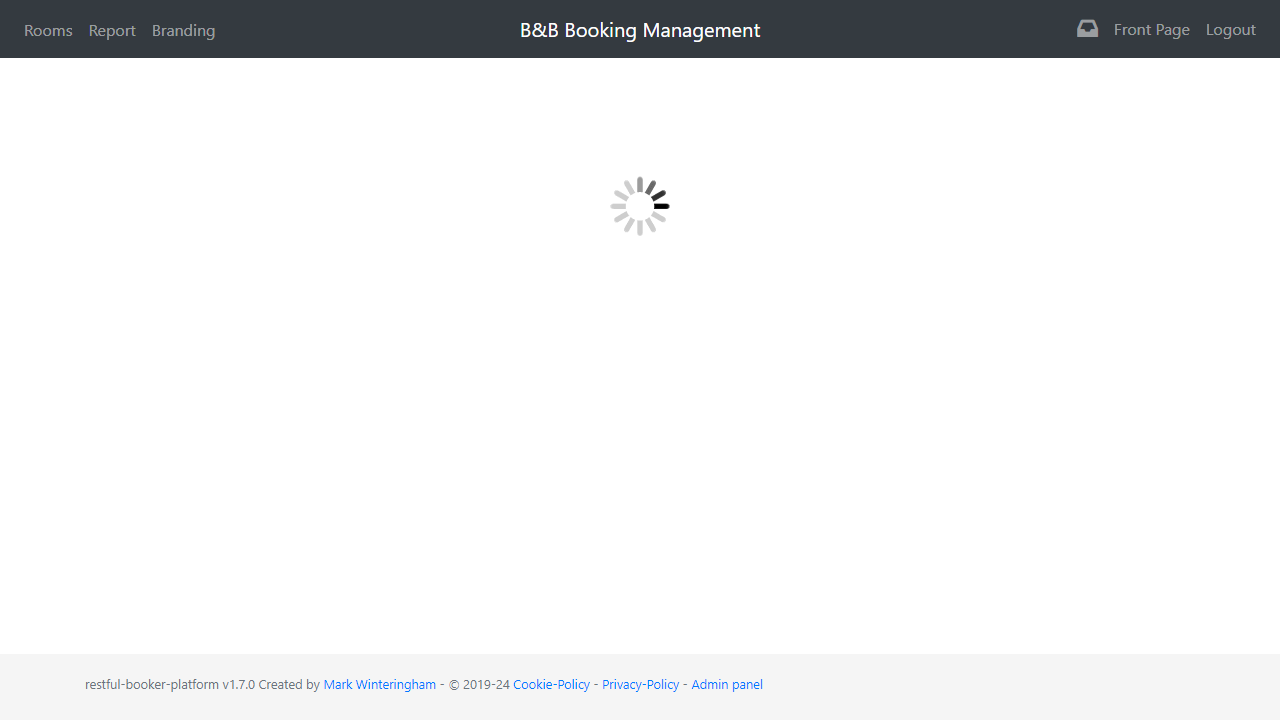 Rooms Report Branding B&B Booking Management Front Page Logout
restful-booker-platform v1.7.0 Created by Mark Winteringham - © 2019-24 Cookie-Policy - Privacy-Policy - Admin panel